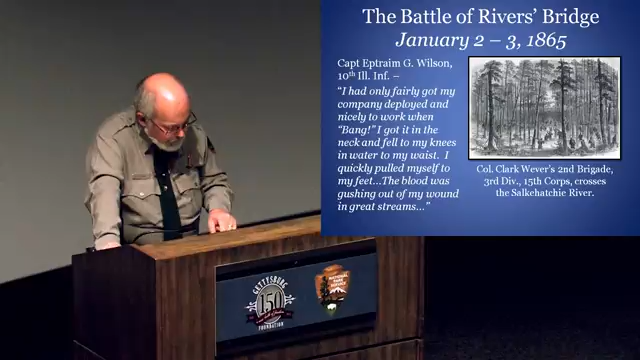 The Battle of Rivers' Bridge
January 2 – 3, 1865
Capt Eptraim G. Wilson,
10th Ill. Inf. –
"I had only fairly got my
company deployed and
nicely to work when
"Bang!" I got it in the
neck and fell to my knees
in water to my waist. I
quickly pulled myself to
my feet...The blood was
gushing out of my wound
in great streams..."
Col. Clark Wever's 2nd Brigade,
3rd Div., 15th Corps, crosses
the Salkehatchie River.
GETTYSBURG
150
FOUNDATION
NATIONAL
PARK
SERVICE